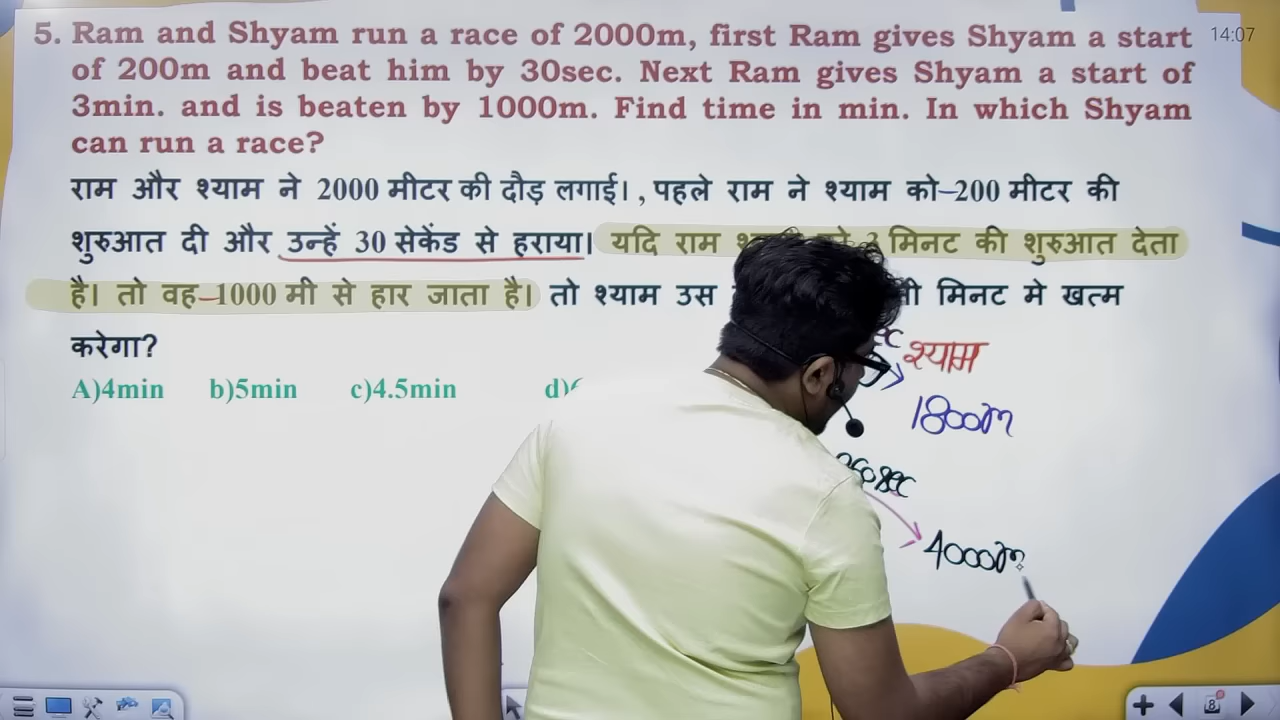 14:07
5. Ram and Shyam run a race of 2000m, first Ram gives Shyam a start
of 200m and beat him by 30sec. Next Ram gives Shyam a start of
3min. and is beaten by 1000m. Find time in min. In which Shyam
can run a race?
राम और श्याम ने 2000 मीटर की दौड़ लगाई। , पहले राम ने श्याम को 200 मीटर की
शुरुआत दी और उन्हें 30 सेकेंड से हराया। यदि राम मिनट की शुरुआत देता
है। तो वह 1000 मी से हार जाता है। तो श्याम उस मिनट मे खत्म
करेगा?
A)4min b)5min c)4.5min d)
श्याम
1800m
sec
4000m
8